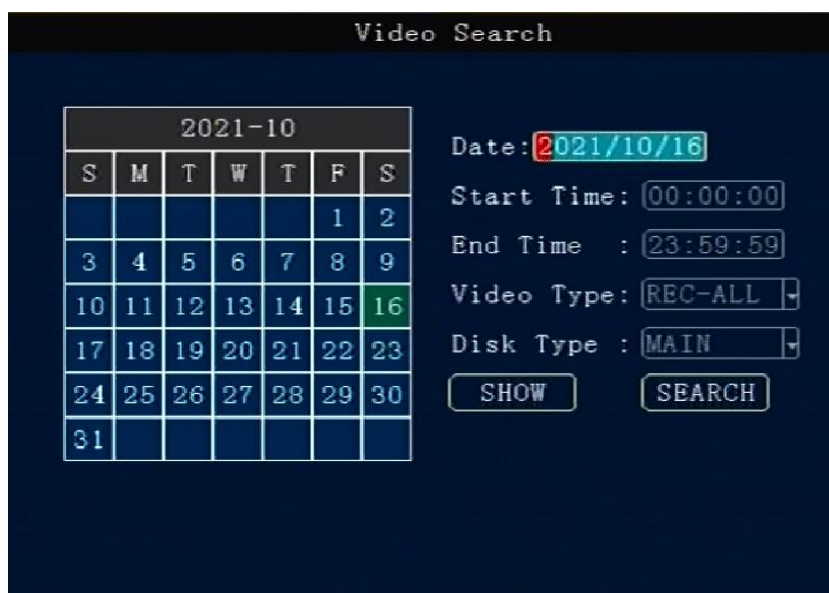 Video Search
2021-10
S M T W T F S
1 2
3 4 5 6 7 8 9
10 11 12 13 14 15 16
17 18 19 20 21 22 23
24 25 26 27 28 29 30
31
Date:2021/10/16
Start Time:00:00:00
End Time :23:59:59
Video Type:REC-ALL
Disk Type :MAIN
SHOW SEARCH